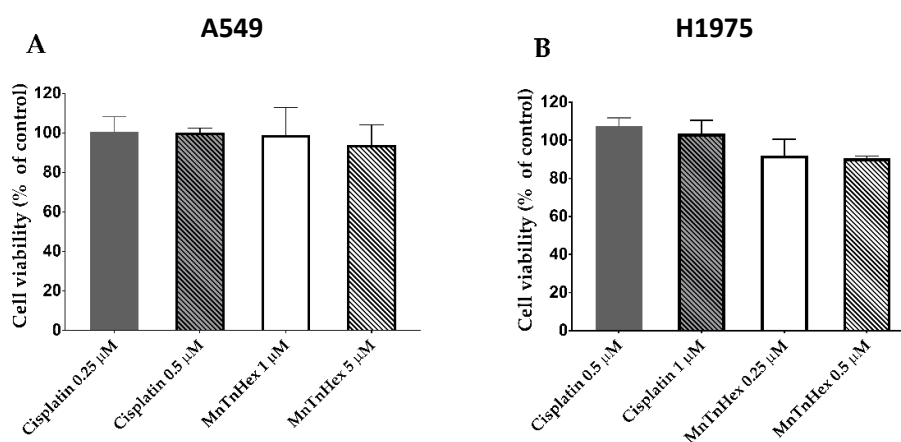 A
A549
Cell viability (% of control)
120
100
80
60
40
20
0
Cisplatin 0.25 µM
Cisplatin 0.5 µM
MnTnHex 1 µM
MnTnHex 5 µM
B
H1975
Cell viability (% of control)
120
100
80
60
40
20
0
Cisplatin 0.5 µM
Cisplatin 1 µM
MnTnHex 0.25 µM
MnTnHex 0.5 µM